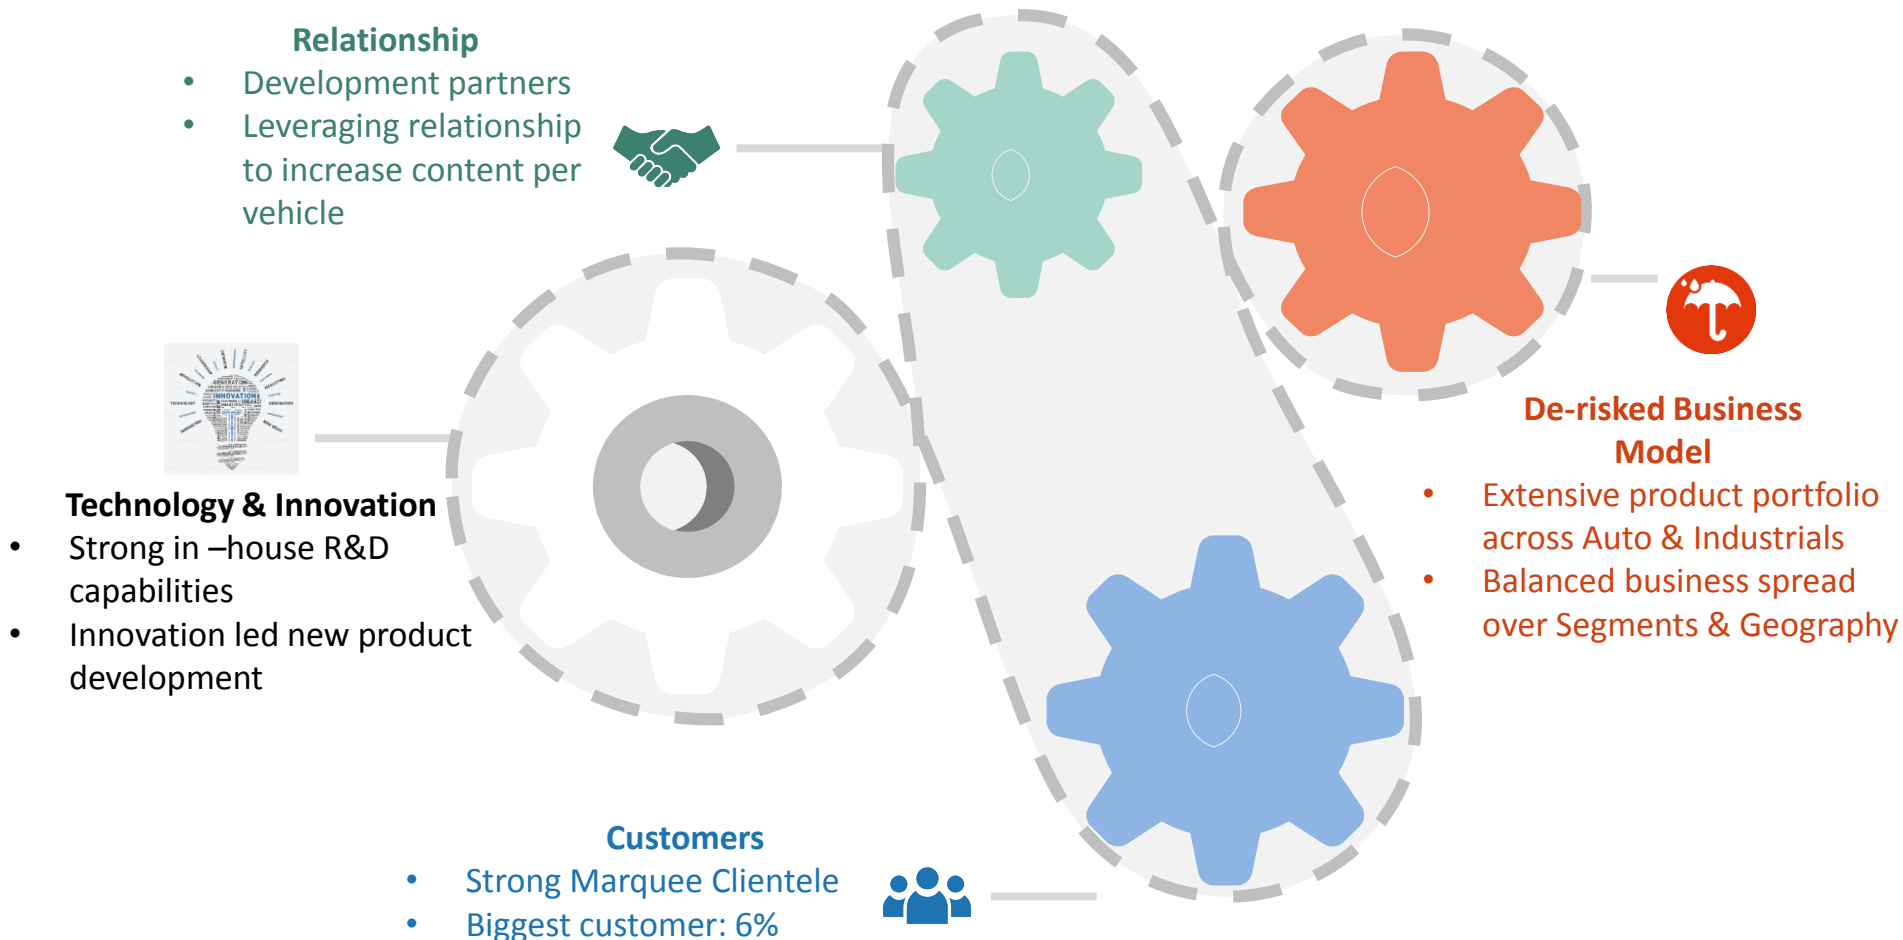 Relationship
• Development partners
• Leveraging relationship
to increase content per
vehicle
INNOVATION
Technology & Innovation
• Strong in –house R&D
capabilities
• Innovation led new product
development
De-risked Business
Model
• Extensive product portfolio
across Auto & Industrials
• Balanced business spread
over Segments & Geography
Customers
• Strong Marquee Clientele
• Biggest customer: 6%